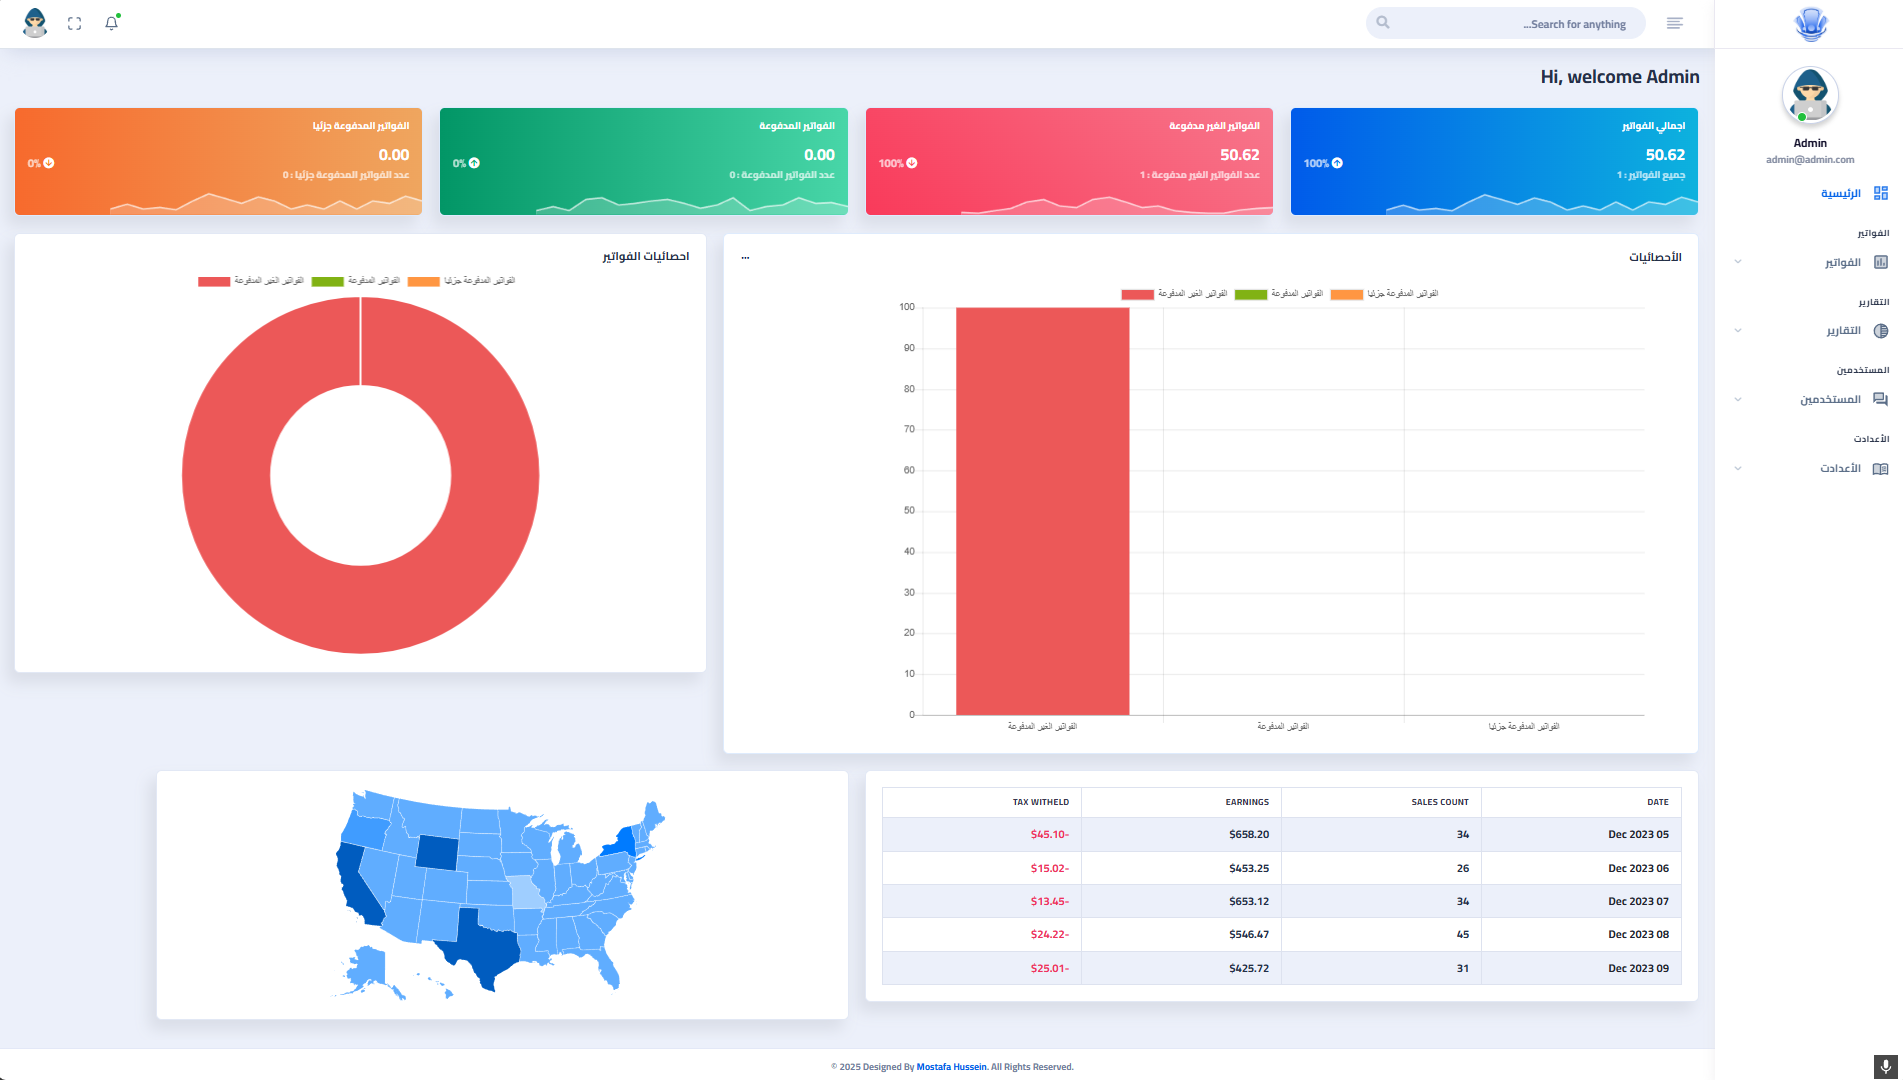 ...Search for anything
Hi, welcome Admin
اجمالي الفواتير
50.62
جميع الفواتير : 1
100%
الفواتير الغير مدفوعة
50.62
عدد الفواتير الغير مدفوعة : 1
100%
الفواتير المدفوعة
0.00
عدد الفواتير المدفوعة : 0
0%
الفواتير المدفوعة جزئيا
0.00
عدد الفواتير المدفوعة جزئيا : 0
0%
Admin
admin@admin.com
الرئيسية
الفواتير
الفواتير
التقارير
التقارير
المستخدمين
المستخدمين
الأعدادت
الأعدادت
الأحصائيات
...
الفواتير الغير المدفوعة الفواتير المدفوعة الفواتير المدفوعة جزئيا
100
90
80
70
60
50
40
30
20
10
0
الفواتير الغير المدفوعة الفواتير المدفوعة الفواتير المدفوعة جزئيا
احصائيات الفواتير
الفواتير الغير المدفوعة الفواتير المدفوعة الفواتير المدفوعة جزئيا
TAX WITHELD EARNINGS SALES COUNT DATE
$45.10- $658.20 34 Dec 2023 05
$15.02- $453.25 26 Dec 2023 06
$13.45- $653.12 34 Dec 2023 07
$24.22- $546.47 45 Dec 2023 08
$25.01- $425.72 31 Dec 2023 09
© 2025 Designed By Mostafa Hussein. All Rights Reserved.